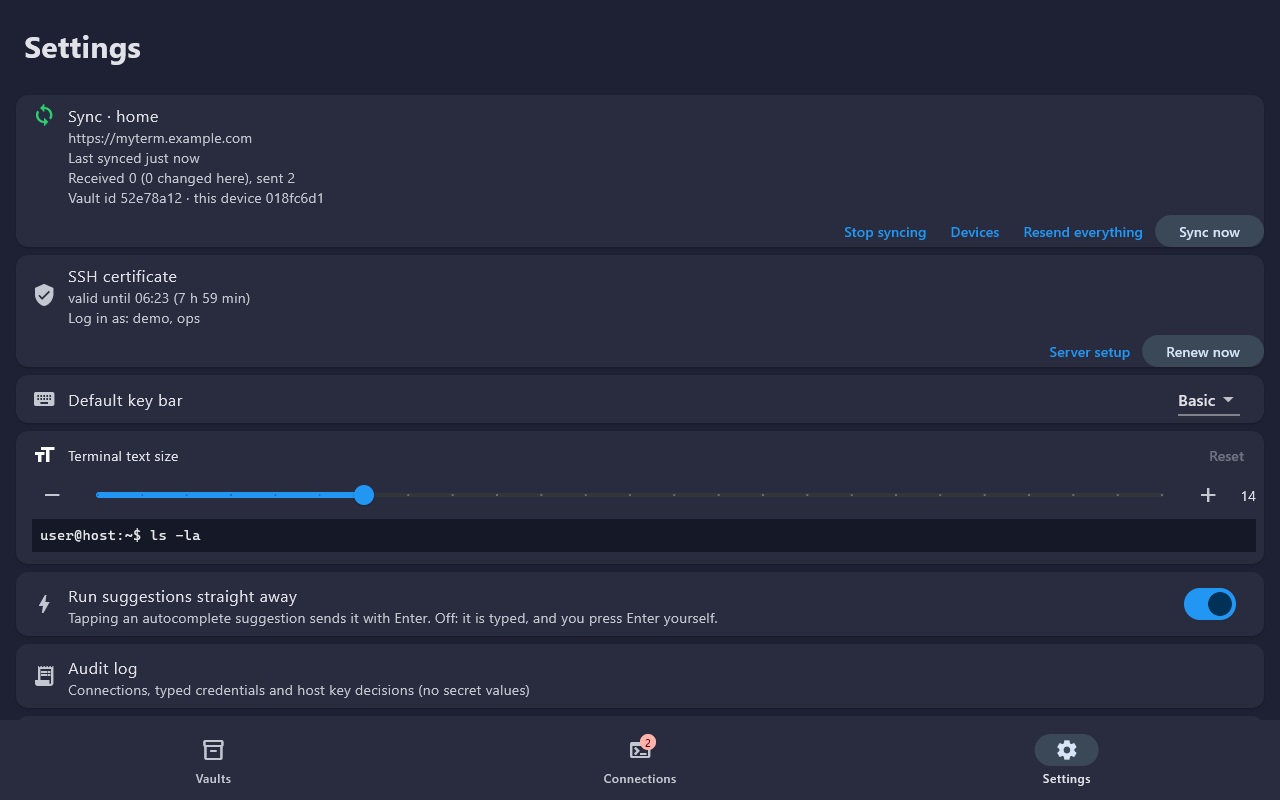 Settings
Sync · home
https://myterm.example.com
Last synced just now
Received 0 (0 changed here), sent 2
Vault id 52e78a12 · this device 018fc6d1
Stop syncing
Devices
Resend everything
Sync now
SSH certificate
valid until 06:23 (7 h 59 min)
Log in as: demo, ops
Server setup
Renew now
Default key bar
Basic
Terminal text size
Reset
14
user@host:~$ ls -la
Run suggestions straight away
Tapping an autocomplete suggestion sends it with Enter. Off: it is typed, and you press Enter yourself.
Audit log
Connections, typed credentials and host key decisions (no secret values)
Vaults
2
Connections
Settings